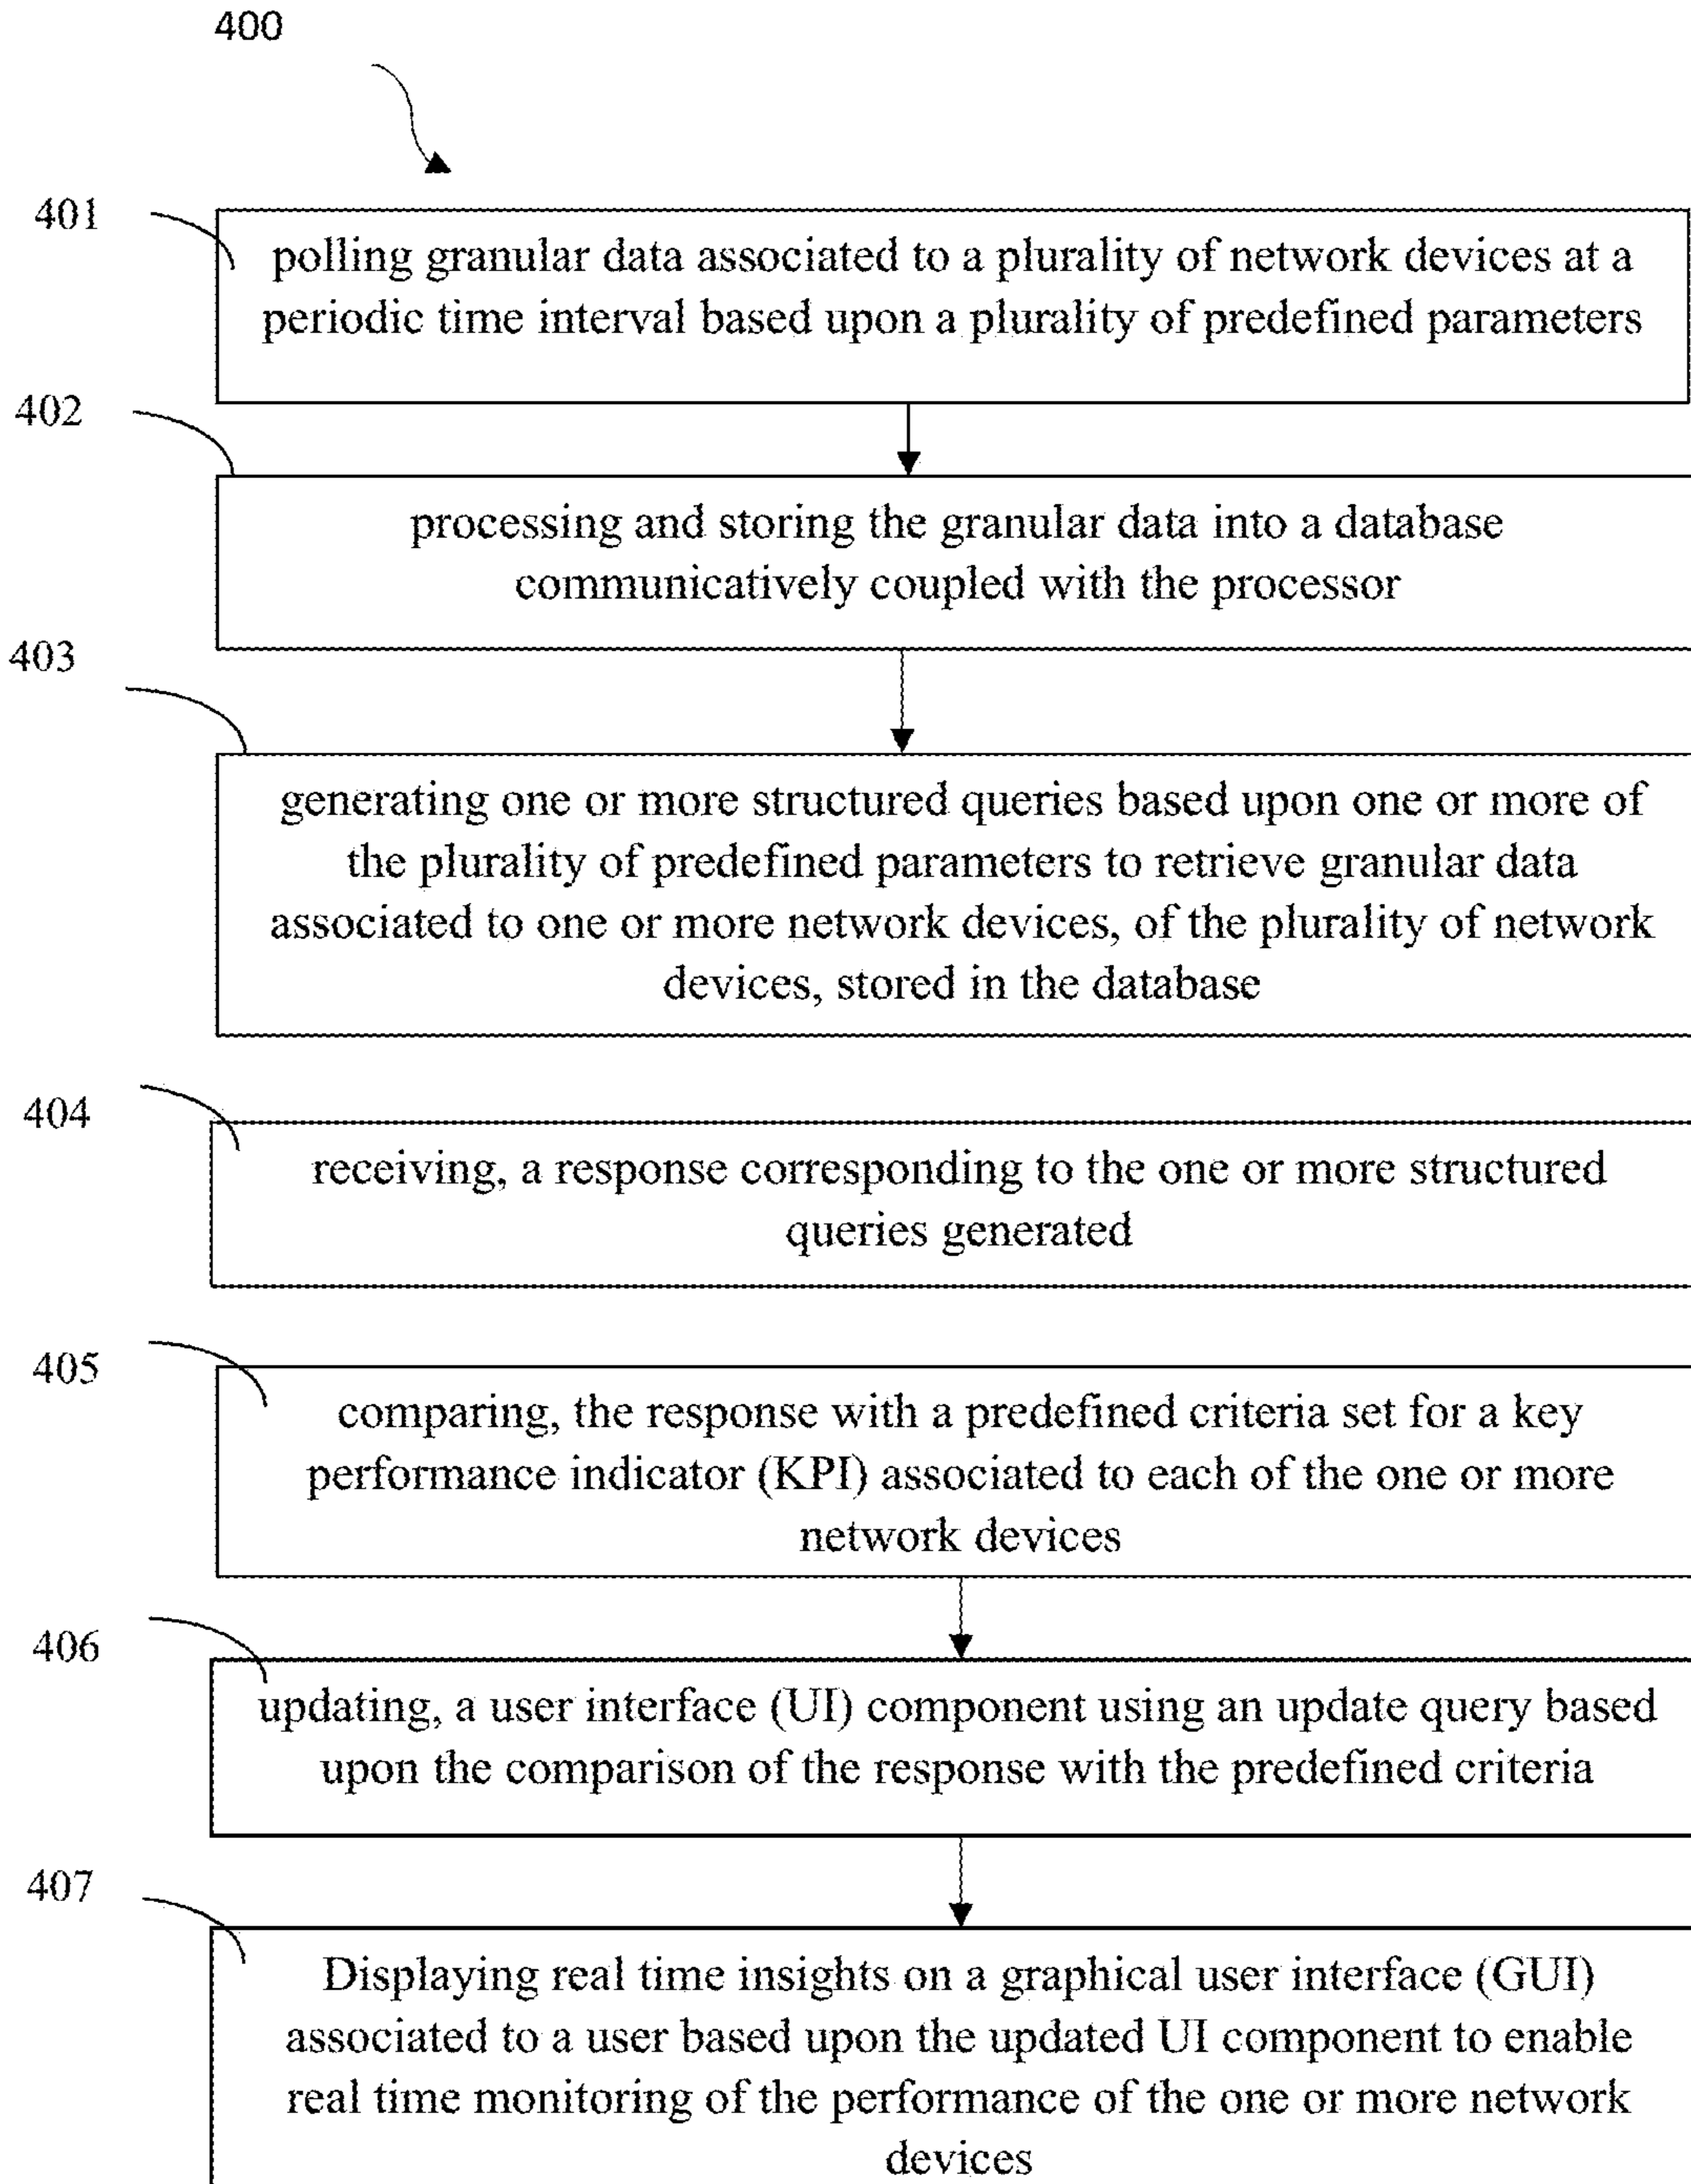 400
401
polling granular data associated to a plurality of network devices at a
periodic time interval based upon a plurality of predefined parameters
402
processing and storing the granular data into a database
communicatively coupled with the processor
403
generating one or more structured queries based upon one or more of
the plurality of predefined parameters to retrieve granular data
associated to one or more network devices, of the plurality of network
devices, stored in the database
404
receiving, a response corresponding to the one or more structured
queries generated
405
comparing, the response with a predefined criteria set for a key
performance indicator (KPI) associated to each of the one or more
network devices
406
updating, a user interface (UI) component using an update query based
upon the comparison of the response with the predefined criteria
407
Displaying real time insights on a graphical user interface (GUI)
associated to a user based upon the updated UI component to enable
real time monitoring of the performance of the one or more network
devices